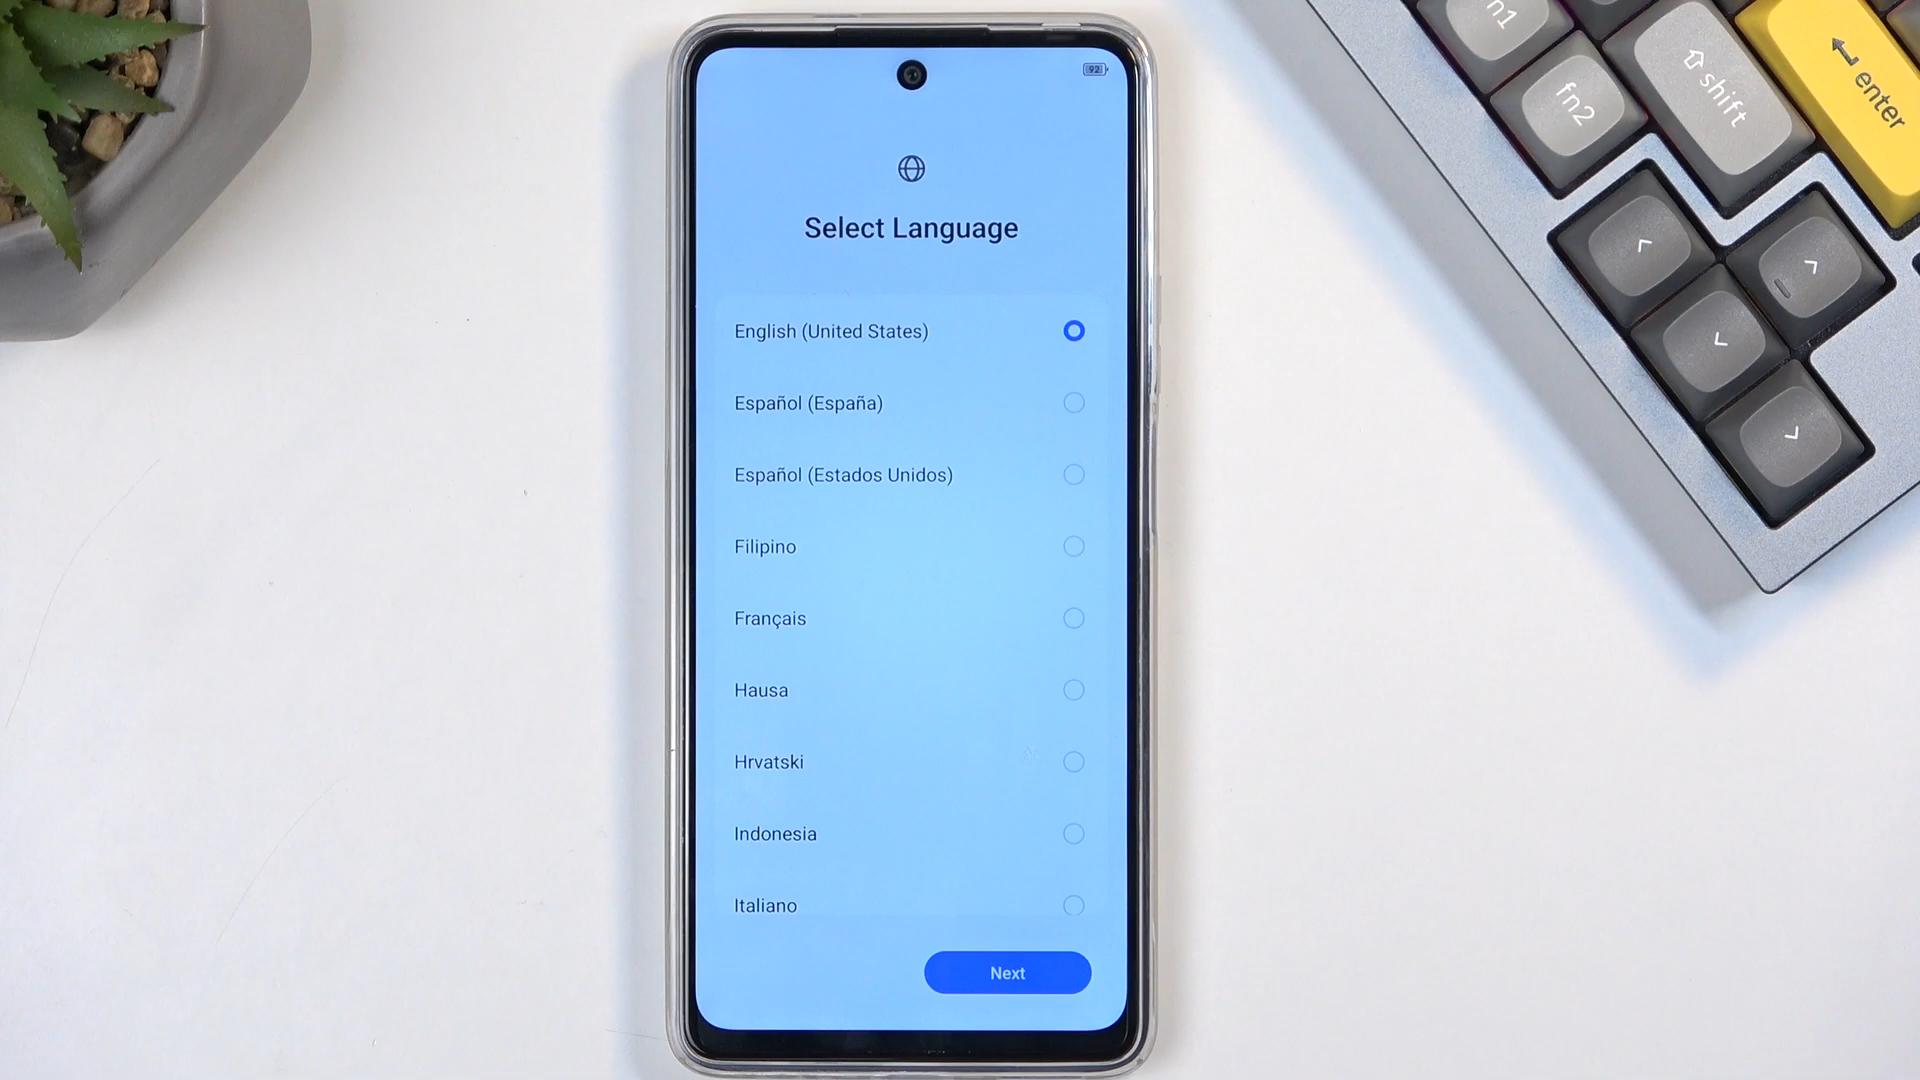 92
Select Language
English (United States)
Español (España)
Español (Estados Unidos)
Filipino
Français
Hausa
Hrvatski
Indonesia
Italiano
Next
fn1
fn2
shift
enter